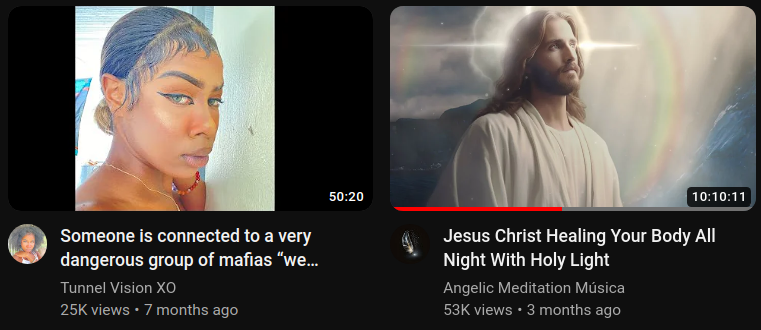 50:20
10:10:11
Someone is connected to a very
dangerous group of mafias “we...
Tunnel Vision XO
25K views • 7 months ago
Jesus Christ Healing Your Body All
Night With Holy Light
Angelic Meditation Música
53K views • 3 months ago